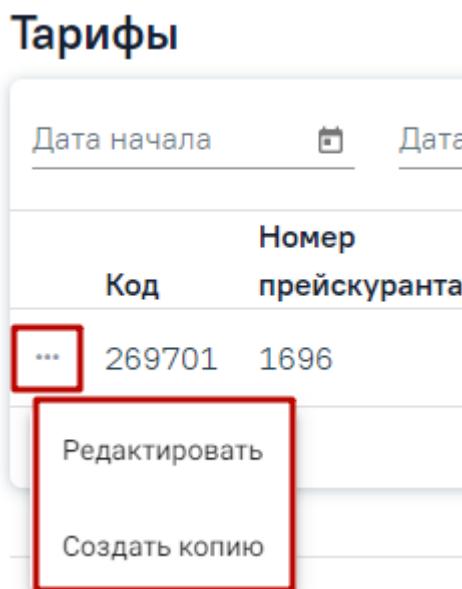 Тарифы
Дата начала Дата
Номер
Код прейскуранта
... 269701 1696
Редактировать
Создать копию